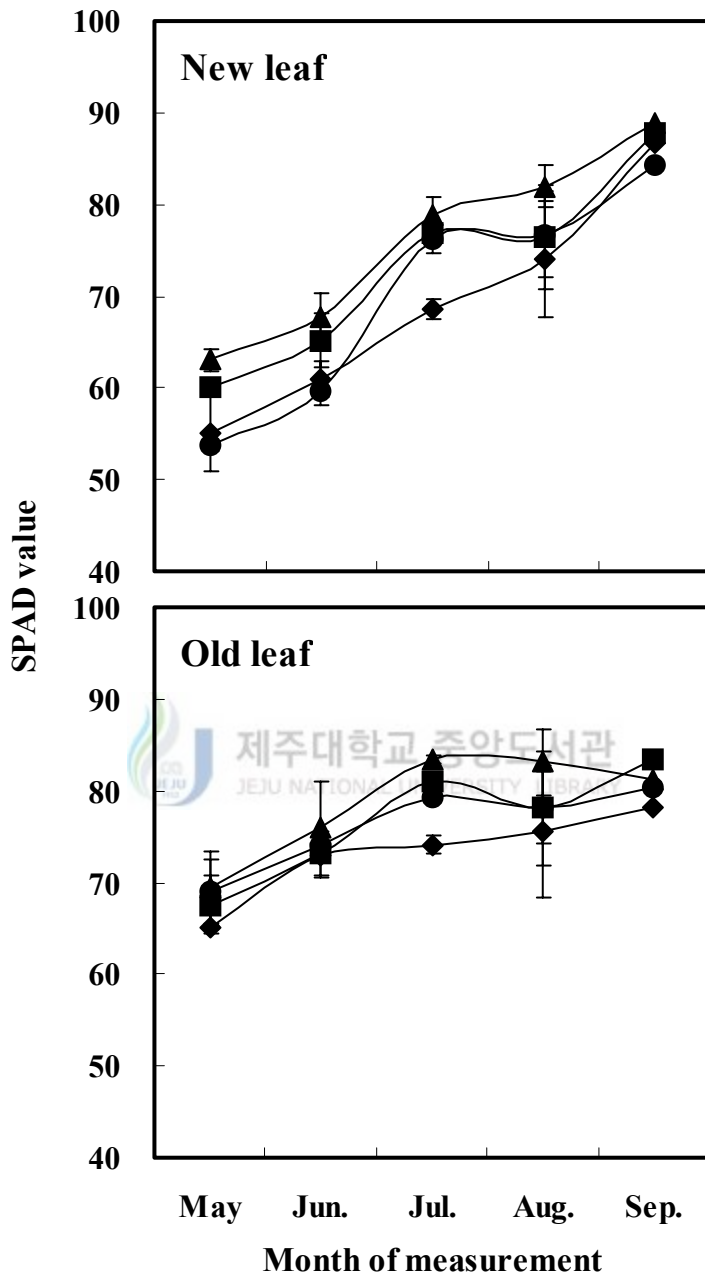 100
New leaf
90
80
70
60
50
40
SPAD value
100
Old leaf
90
제주대학교 중앙도서관
JEJU NATIONAL UNIVERSITY LIBRARY
JEJU
80
70
60
50
40
May Jun. Jul. Aug. Sep.
Month of measurement